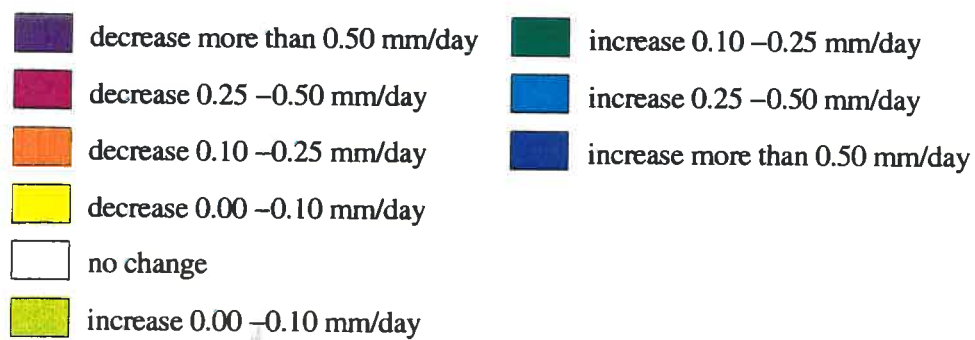 decrease more than 0.50 mm/day
decrease 0.25 –0.50 mm/day
decrease 0.10 –0.25 mm/day
decrease 0.00 –0.10 mm/day
no change
increase 0.00 –0.10 mm/day
increase 0.10 –0.25 mm/day
increase 0.25 –0.50 mm/day
increase more than 0.50 mm/day